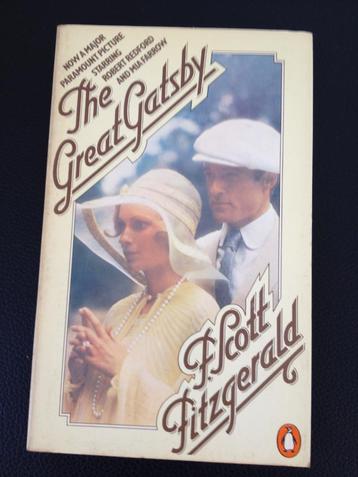 NOW A MAJOR
PARAMOUNT PICTURE
STARRING
ROBERT REDFORD
AND MIA FARROW
The
Great Gatsby
F. Scott
Fitzgerald